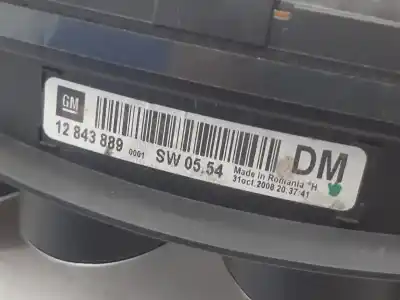 GM
12 843 889 0001 SW 05.54 DM
Made in Romania *H
31oct.2008 20:37:41